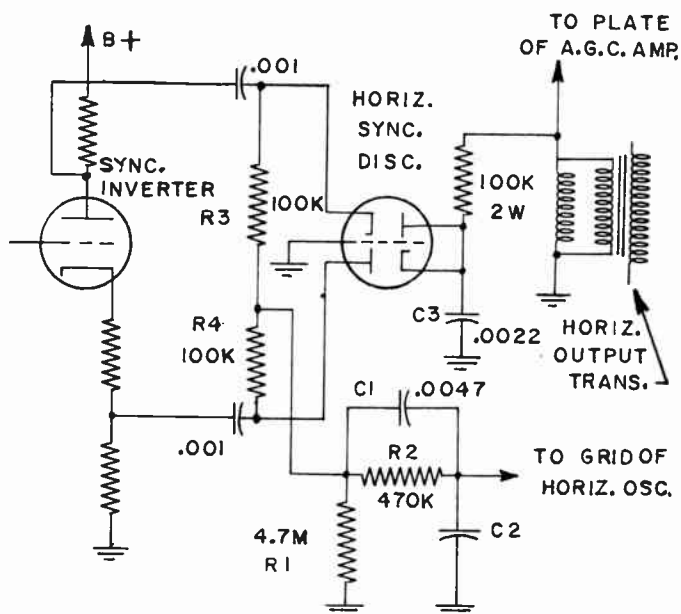 TO PLATE
OF A.G.C. AMP.
B+
.001
HORIZ.
SYNC.
DISC.
SYNC.
INVERTER
R3
100K
100K
2W
R4
100K
C3
.0022
HORIZ.
OUTPUT
TRANS.
C1
.0047
.001
R2
470K
TO GRID OF
HORIZ. OSC.
4.7M
R1
C2